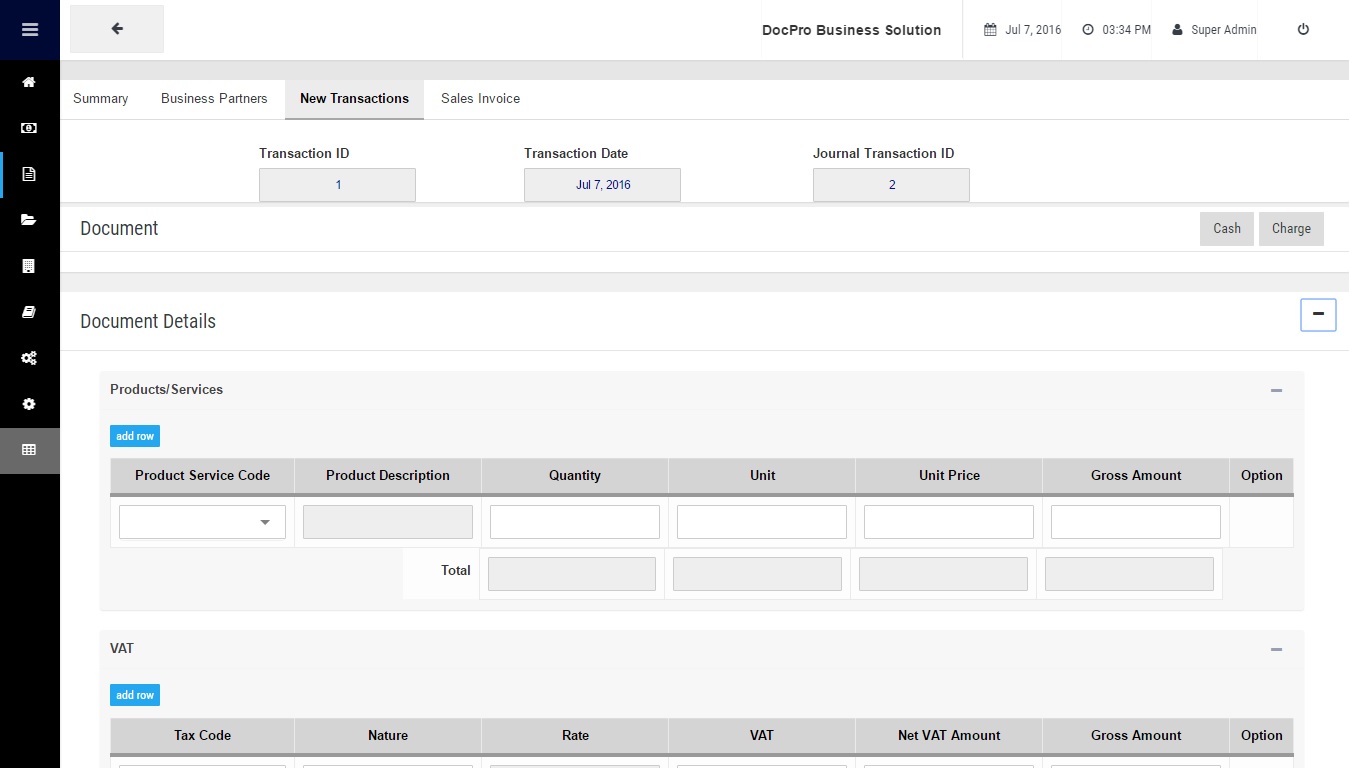 DocPro Business Solution
Jul 7, 2016
03:34 PM
Super Admin
Summary
Business Partners
New Transactions
Sales Invoice
Transaction ID
Transaction Date
Journal Transaction ID
1
Jul 7, 2016
2
Document
Cash
Charge
Document Details
Products/Services
add row
Product Service Code
Product Description
Quantity
Unit
Unit Price
Gross Amount
Option
Total
VAT
add row
Tax Code
Nature
Rate
VAT
Net VAT Amount
Gross Amount
Option